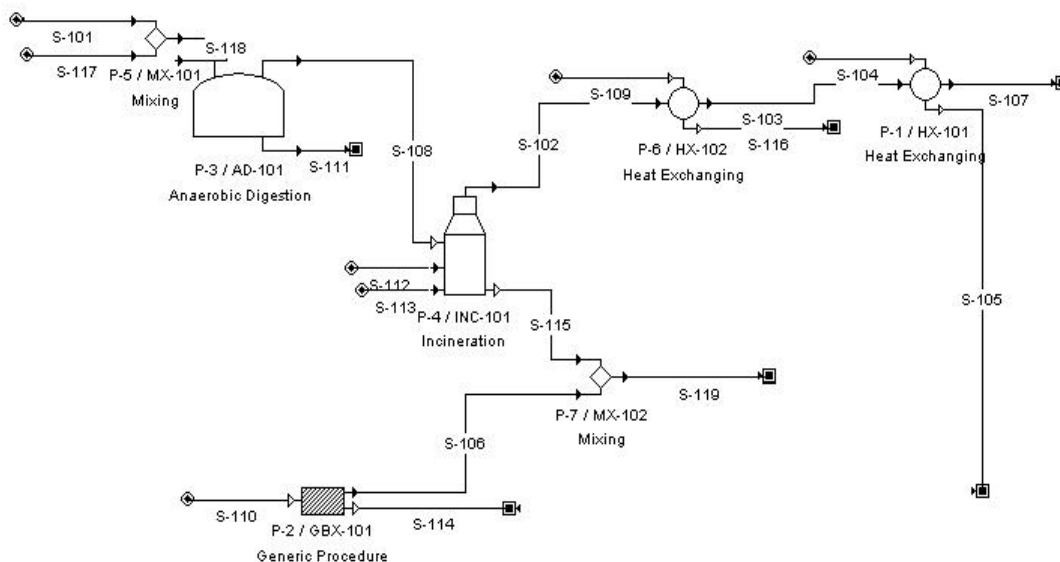 S-101
S-118
S-117
P-5 / MX-101
Mixing
S-104
S-109
S-107
S-103
P-1 / HX-101
S-108
S-102
P-6 / HX-102
S-116
Heat Exchanging
P-3 / AD-101
S-111
Heat Exchanging
Anaerobic Digestion
S-112
S-105
S-113
P-4 / INC-101
S-115
Incineration
S-119
P-7 / MX-102
Mixing
S-106
S-110
S-114
P-2 / GBX-101
Generic Procedure